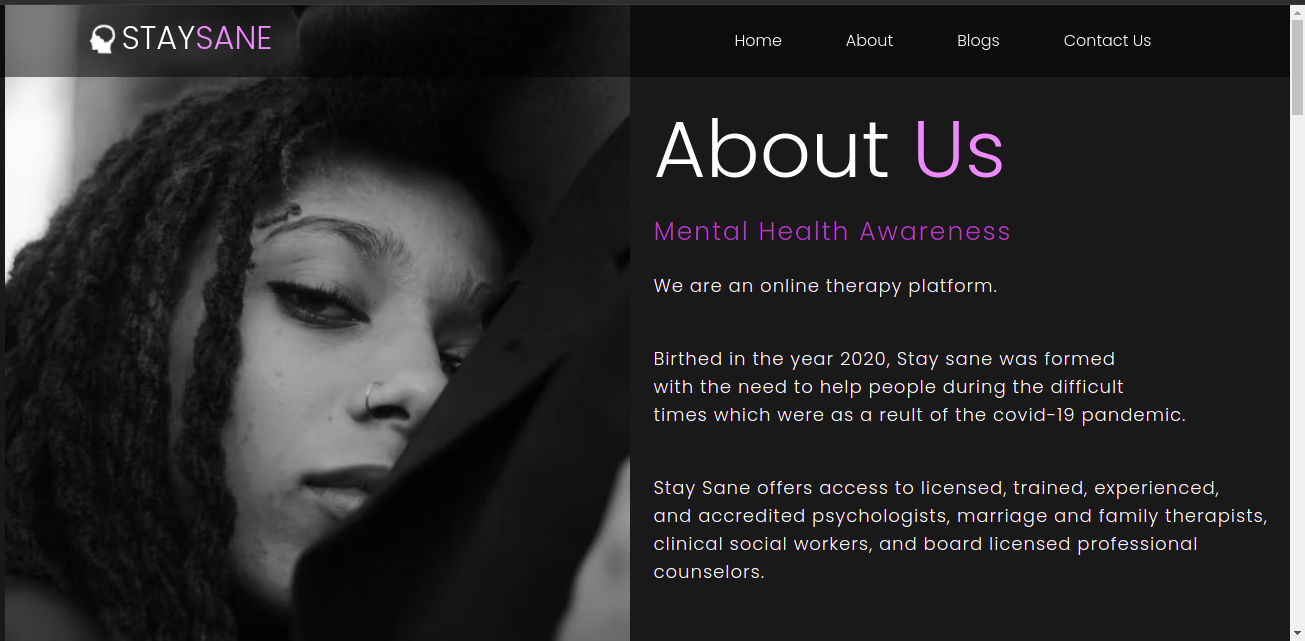 STAYSANE
Home About Blogs Contact Us
About Us
Mental Health Awareness
We are an online therapy platform.
Birthed in the year 2020, Stay sane was formed
with the need to help people during the difficult
times which were as a reult of the covid-19 pandemic.
Stay Sane offers access to licensed, trained, experienced,
and accredited psychologists, marriage and family therapists,
clinical social workers, and board licensed professional
counselors.